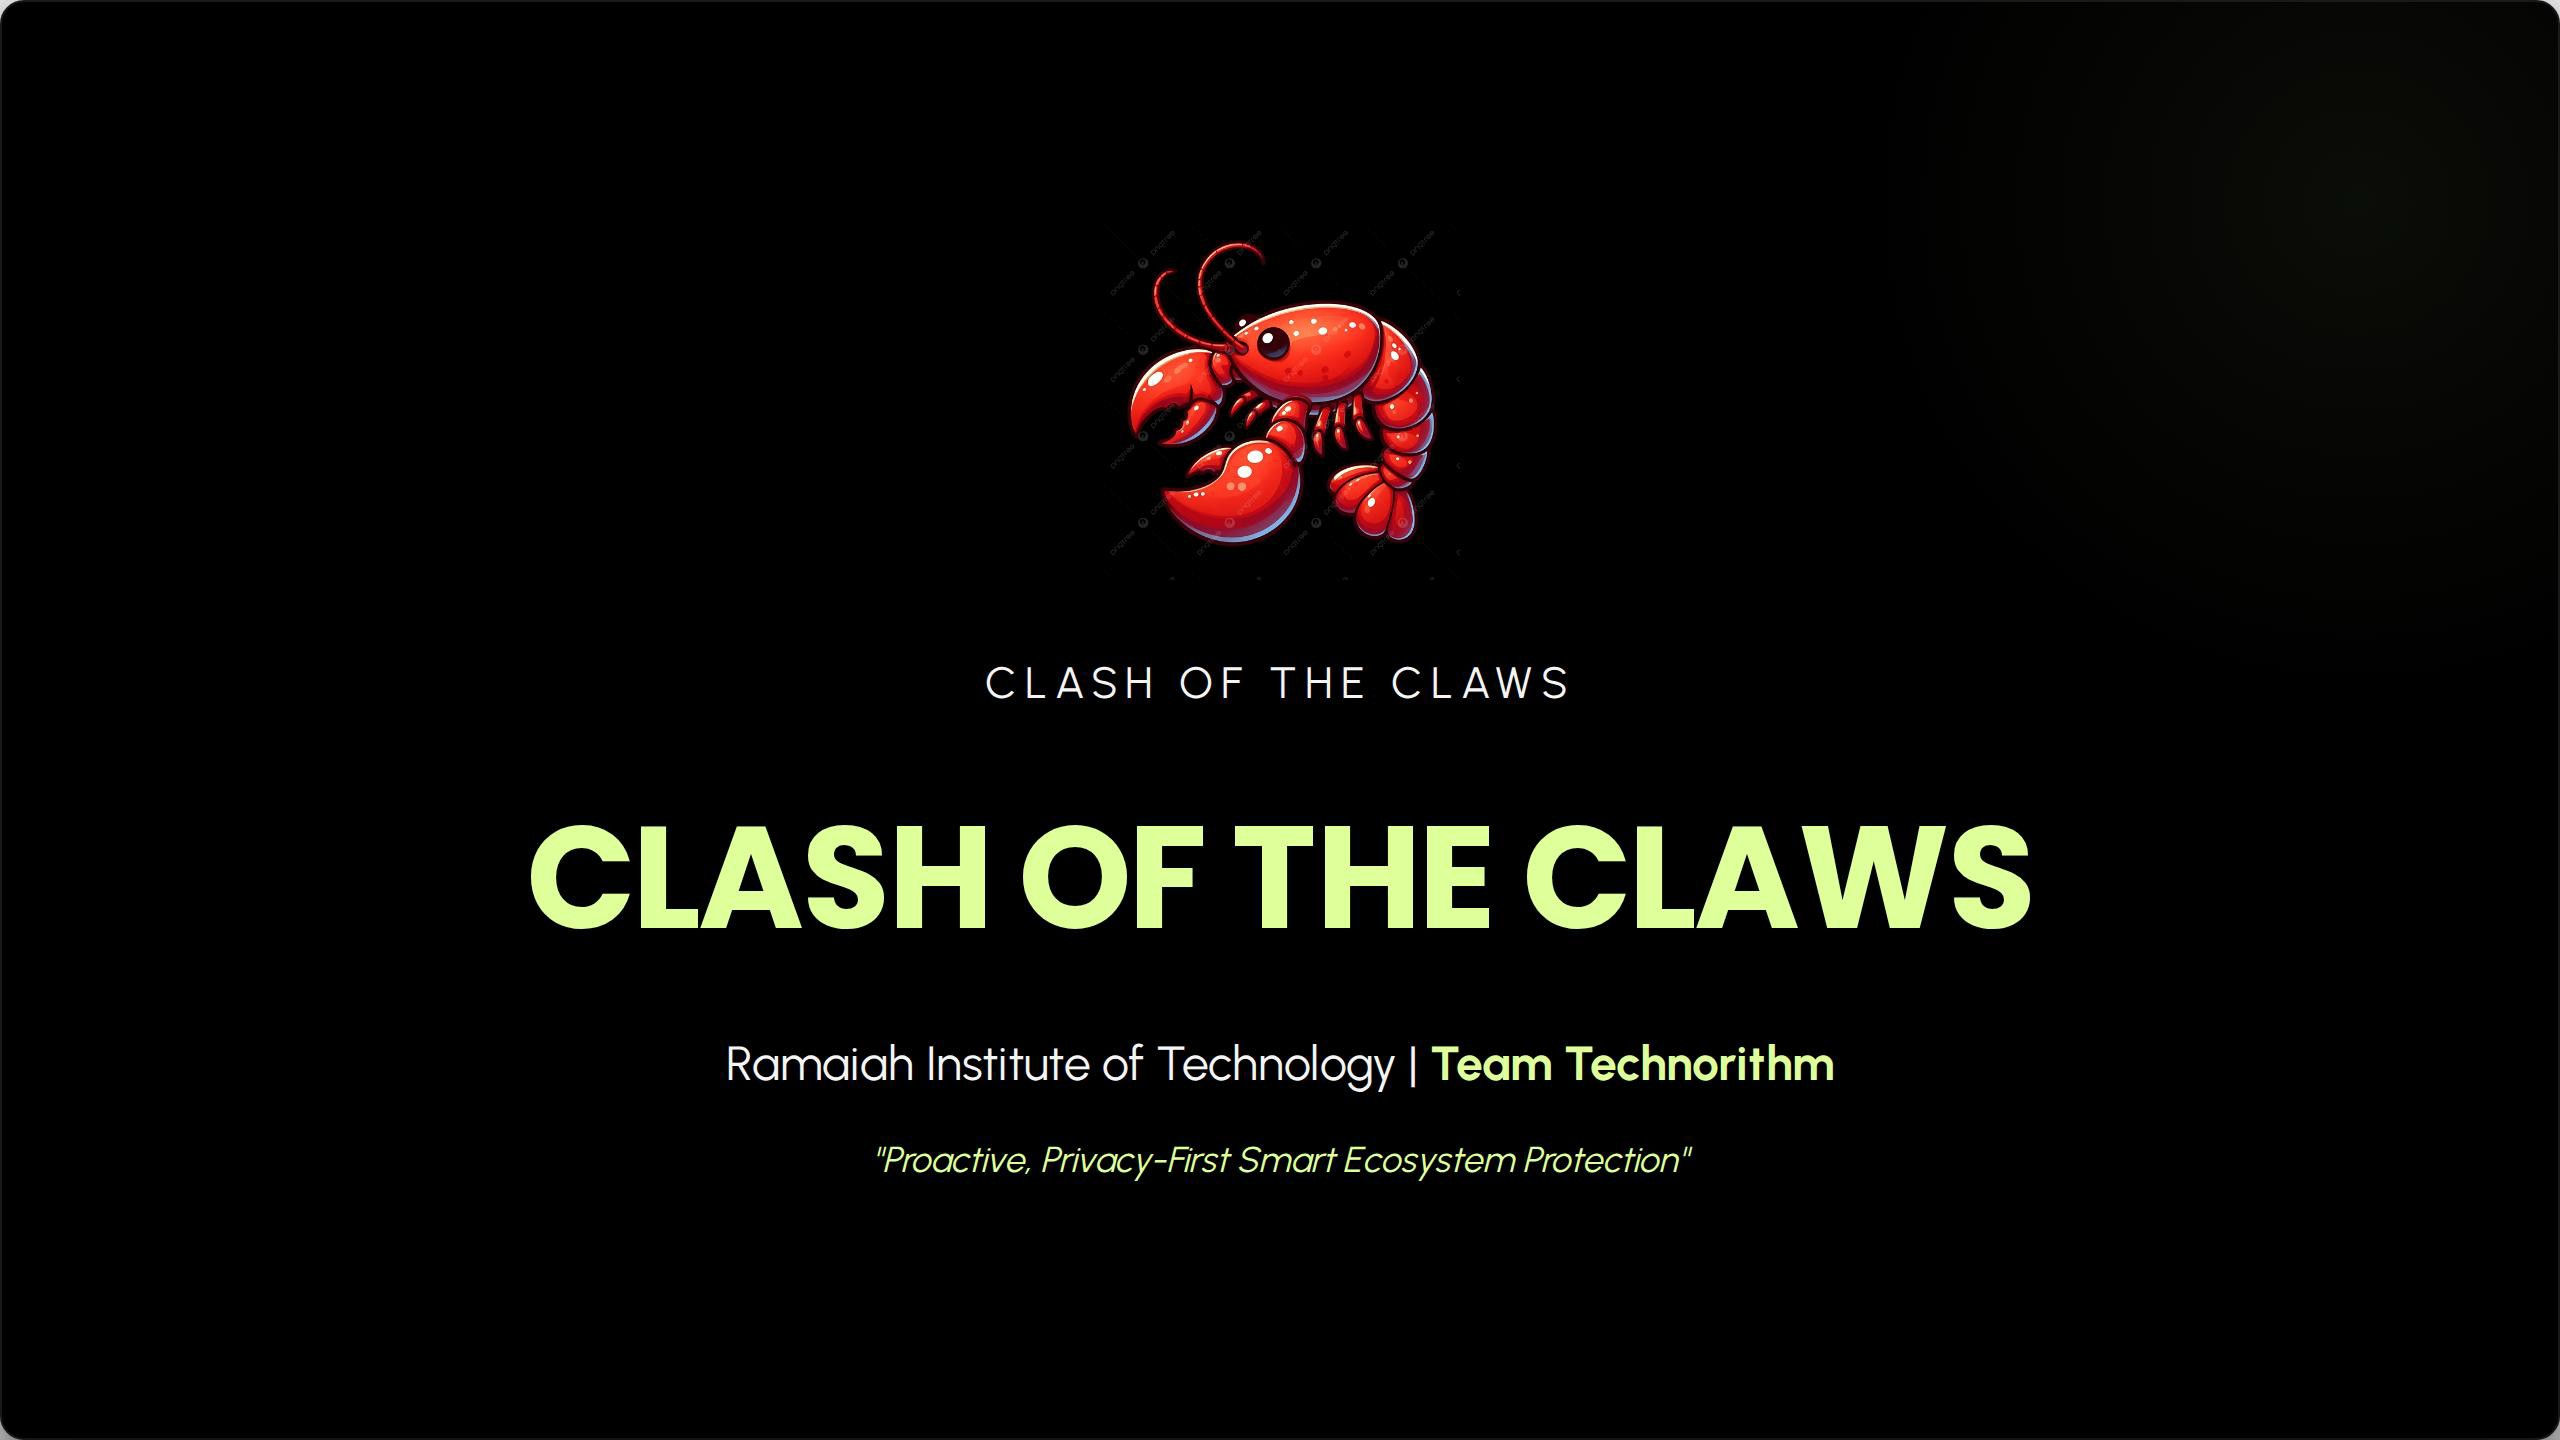 CLASH OF THE CLAWS
CLASH OF THE CLAWS
Ramaiah Institute of Technology | Team Technorithm
"Proactive, Privacy-First Smart Ecosystem Protection"